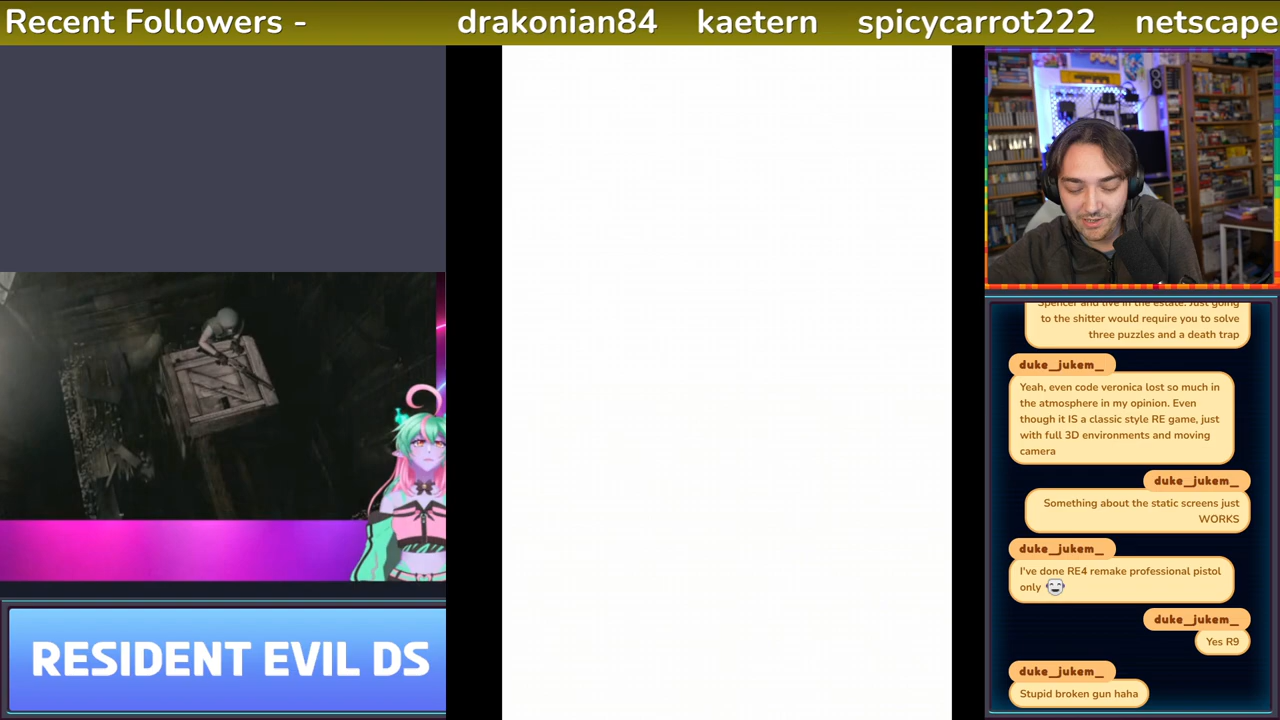 Recent Followers - drakonian84 kaetern spicycarrot222 netscape
Spencer and live in the estate. Just going
to the shitter would require you to solve
three puzzles and a death trap
duke_jukem_
Yeah, even code veronica lost so much in
the atmosphere in my opinion. Even
though it IS a classic style RE game, just
with full 3D environments and moving
camera
duke_jukem_
Something about the static screens just
WORKS
duke_jukem_
I've done RE4 remake professional pistol
only
duke_jukem_
Yes R9
duke_jukem_
Stupid broken gun haha
RESIDENT EVIL DS